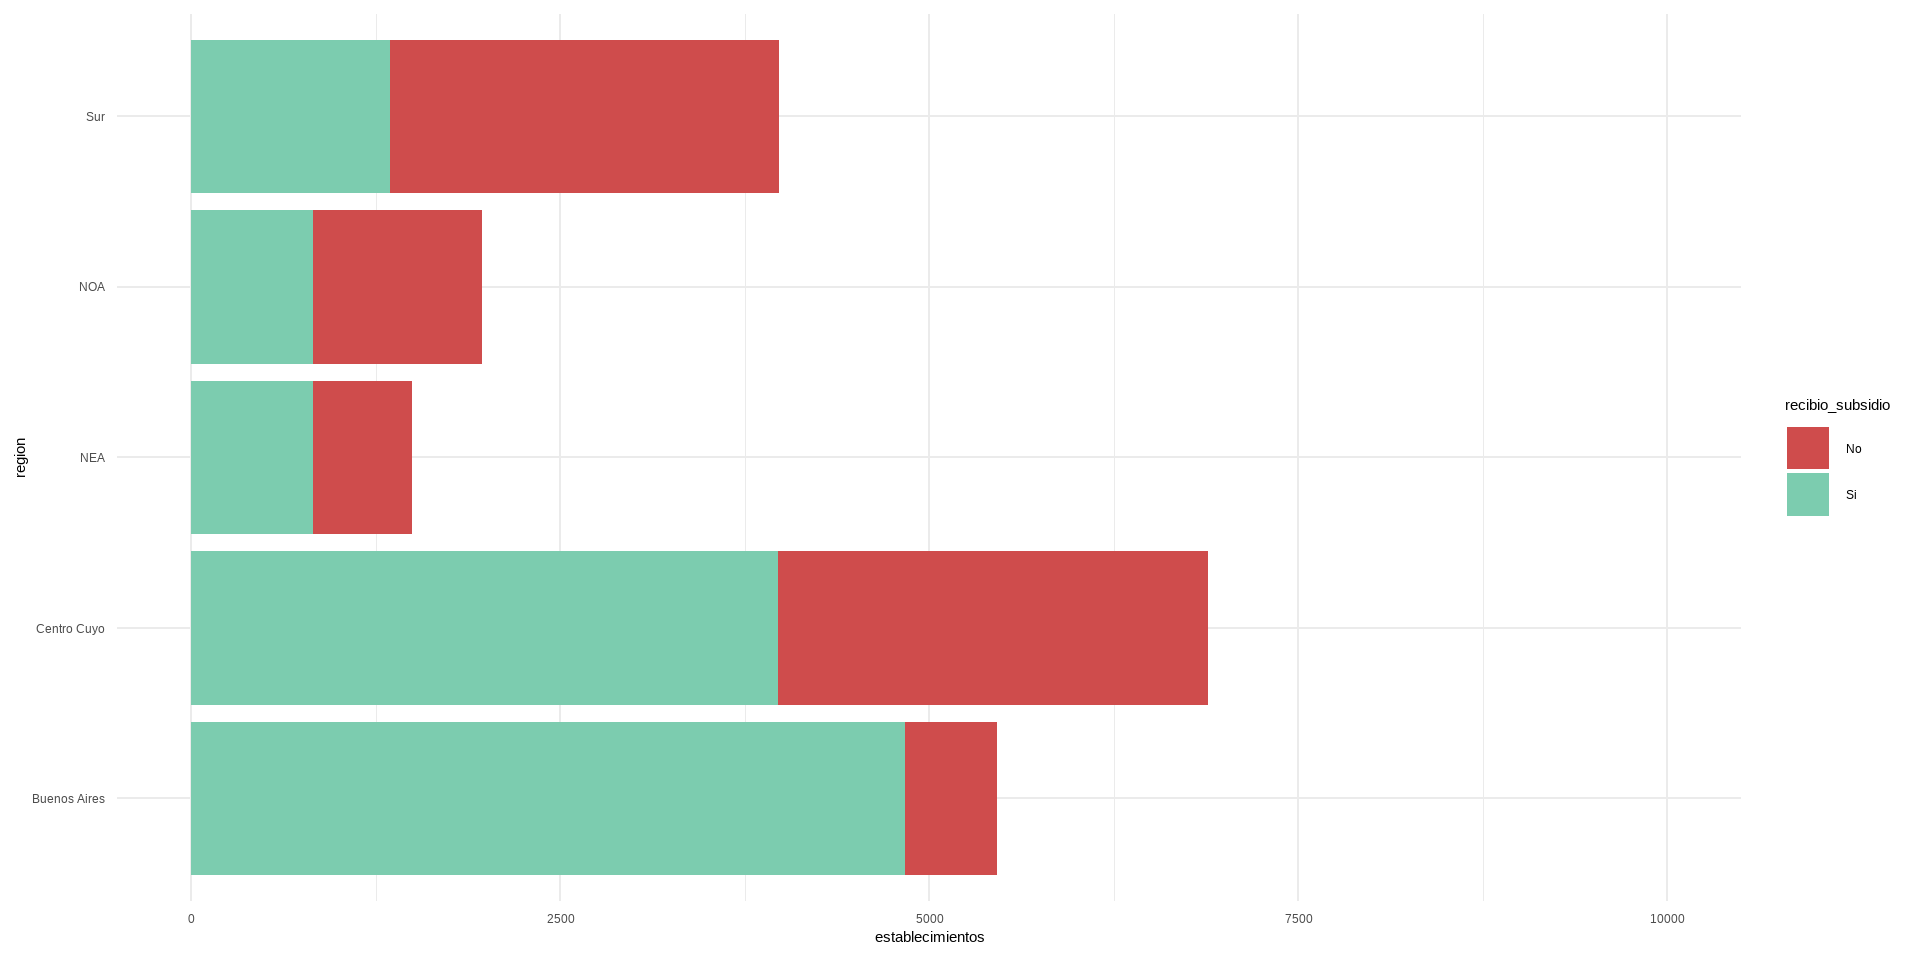 Sur
NOA
NEA
Centro Cuyo
Buenos Aires
region
0 2500 5000 7500 10000
establecimientos
recibio_subsidio
No
Si